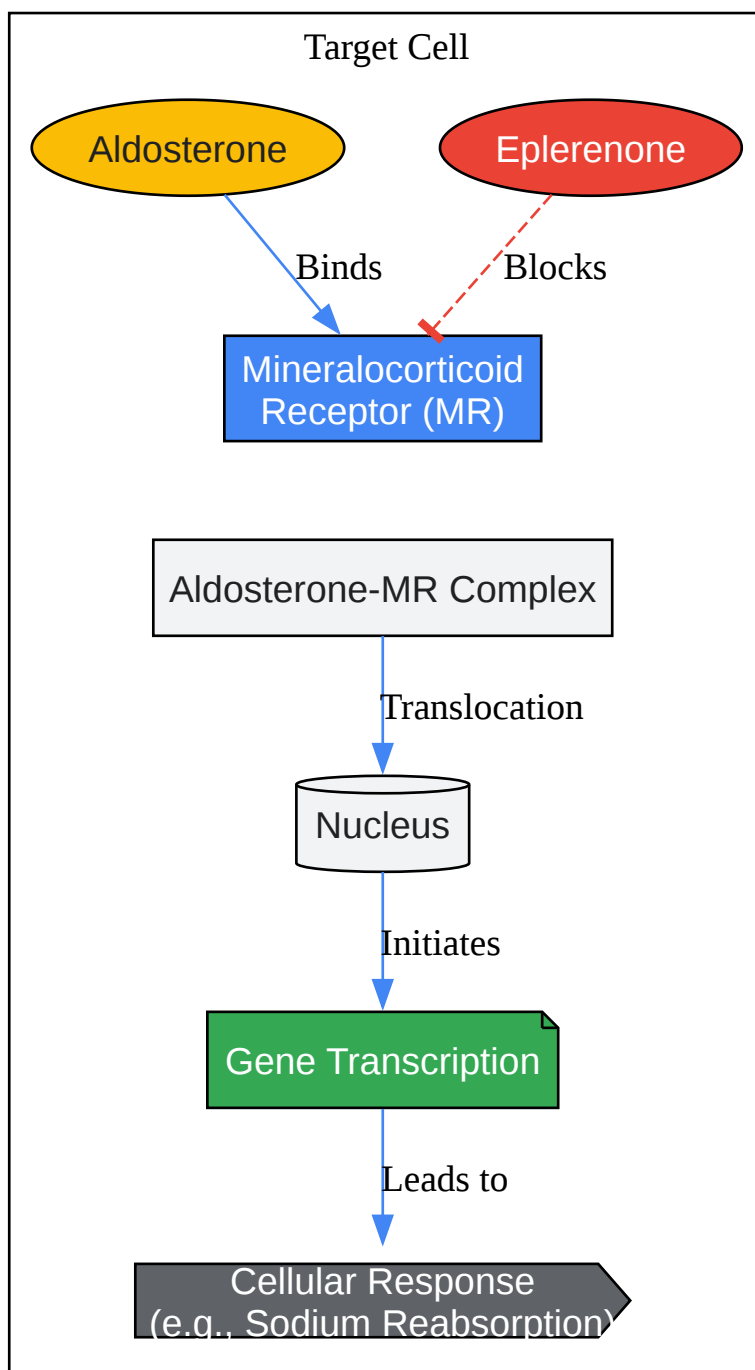 Target Cell
Aldosterone
Eplerenone
Binds
Blocks
Mineralocorticoid
Receptor (MR)
Aldosterone-MR Complex
Translocation
Nucleus
Initiates
Gene Transcription
Leads to
Cellular Response
(e.g., Sodium Reabsorption)